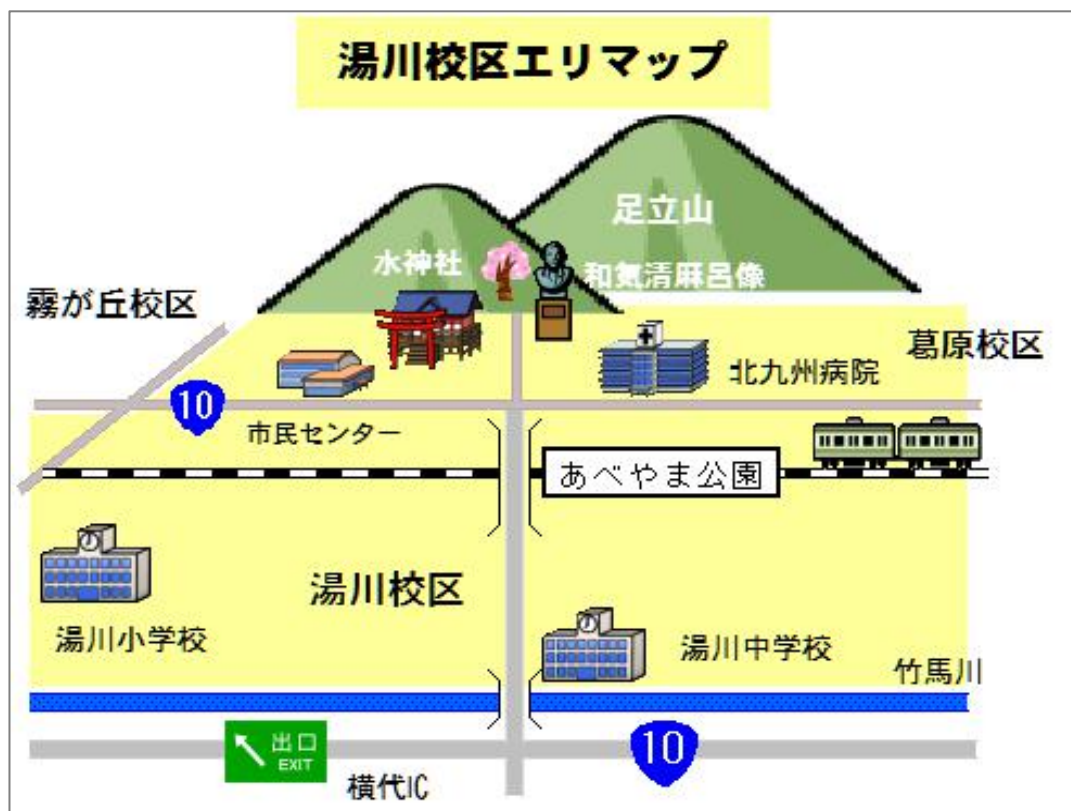 湯川校区エリマップ
足立山
水神社
和気清麻呂像
霧が丘校区
葛原校区
北九州病院
10
市民センター
あべやま公園
湯川校区
湯川小学校
湯川中学校
竹馬川
出口
EXIT
10
横代IC